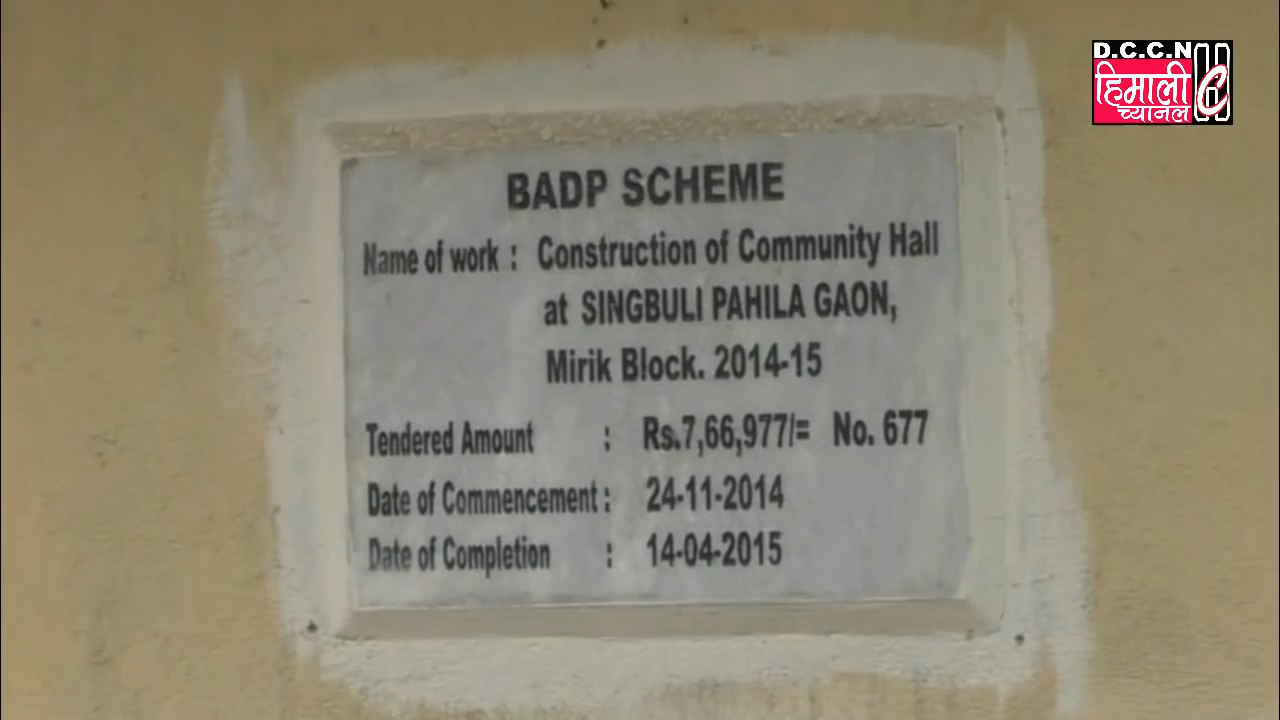 D.C.C.N
हिमाली
च्यानल
BADP SCHEME
Name of work : Construction of Community Hall
at SINGBULI PAHILA GAON,
Mirik Block. 2014-15
Tendered Amount : Rs.7,66,977/= No. 677
Date of Commencement : 24-11-2014
Date of Completion : 14-04-2015